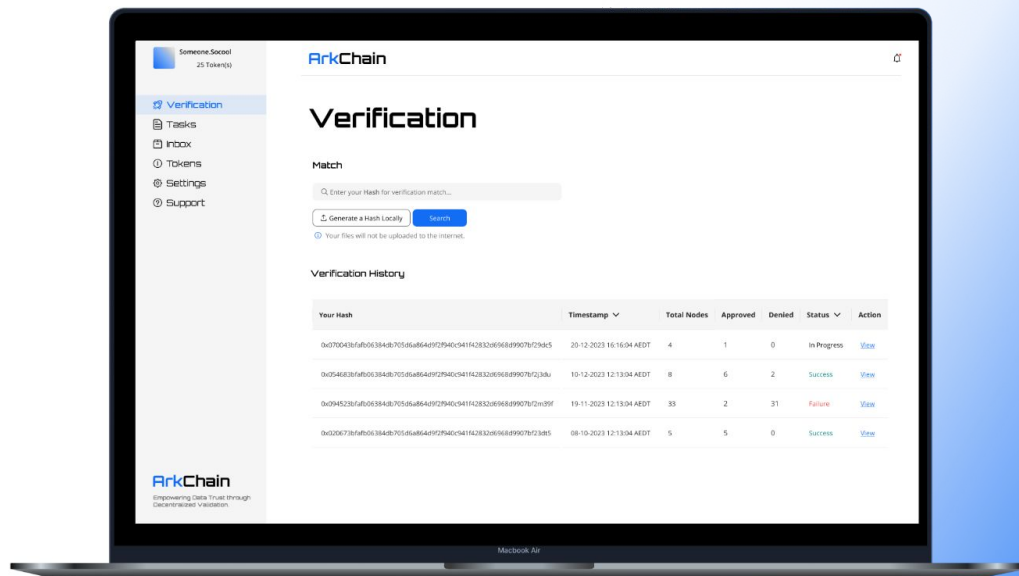 Someone.Socool
25 Token(s)
ArkChain
Verification
Tasks
Inbox
Tokens
Settings
Support
Verification
Match
Enter your Hash for verification match...
Generate a Hash Locally
Search
Your files will not be uploaded to the internet.
Verification History
Your Hash Timestamp Total Nodes Approved Denied Status Action
0x070043bfafb06384db705d6a864d9f2f940c941f42832d6968d9907bf29dc5 20-12-2023 16:16:04 AEDT 4 1 0 In Progress View
0x054683bfafb06384db705d6a864d9f2f940c941f42832d6968d9907bf2j3du 10-12-2023 12:13:04 AEDT 8 6 2 Success View
0x094523bfafb06384db705d6a864d9f2f940c941f42832d6968d9907bf2m39f 19-11-2023 12:13:04 AEDT 33 2 31 Failure View
0x020673bfafb06384db705d6a864d9f2f940c941f42832d6968d9907bf23dt5 08-10-2023 12:13:04 AEDT 5 5 0 Success View
ArkChain
Empowering Data Trust through
Decentralized Validation
Macbook Air